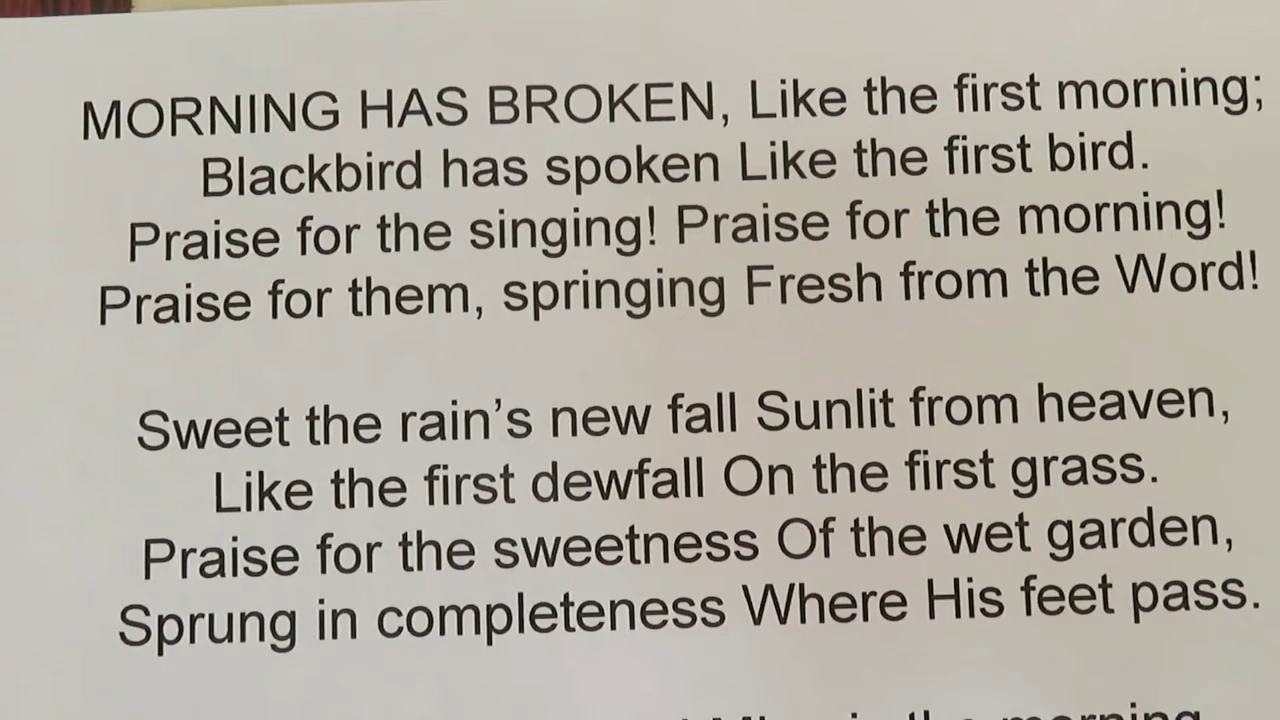 MORNING HAS BROKEN, Like the first morning;
Blackbird has spoken Like the first bird.
Praise for the singing! Praise for the morning!
Praise for them, springing Fresh from the Word!
Sweet the rain's new fall Sunlit from heaven,
Like the first dewfall On the first grass.
Praise for the sweetness Of the wet garden,
Sprung in completeness Where His feet pass.
in the morning